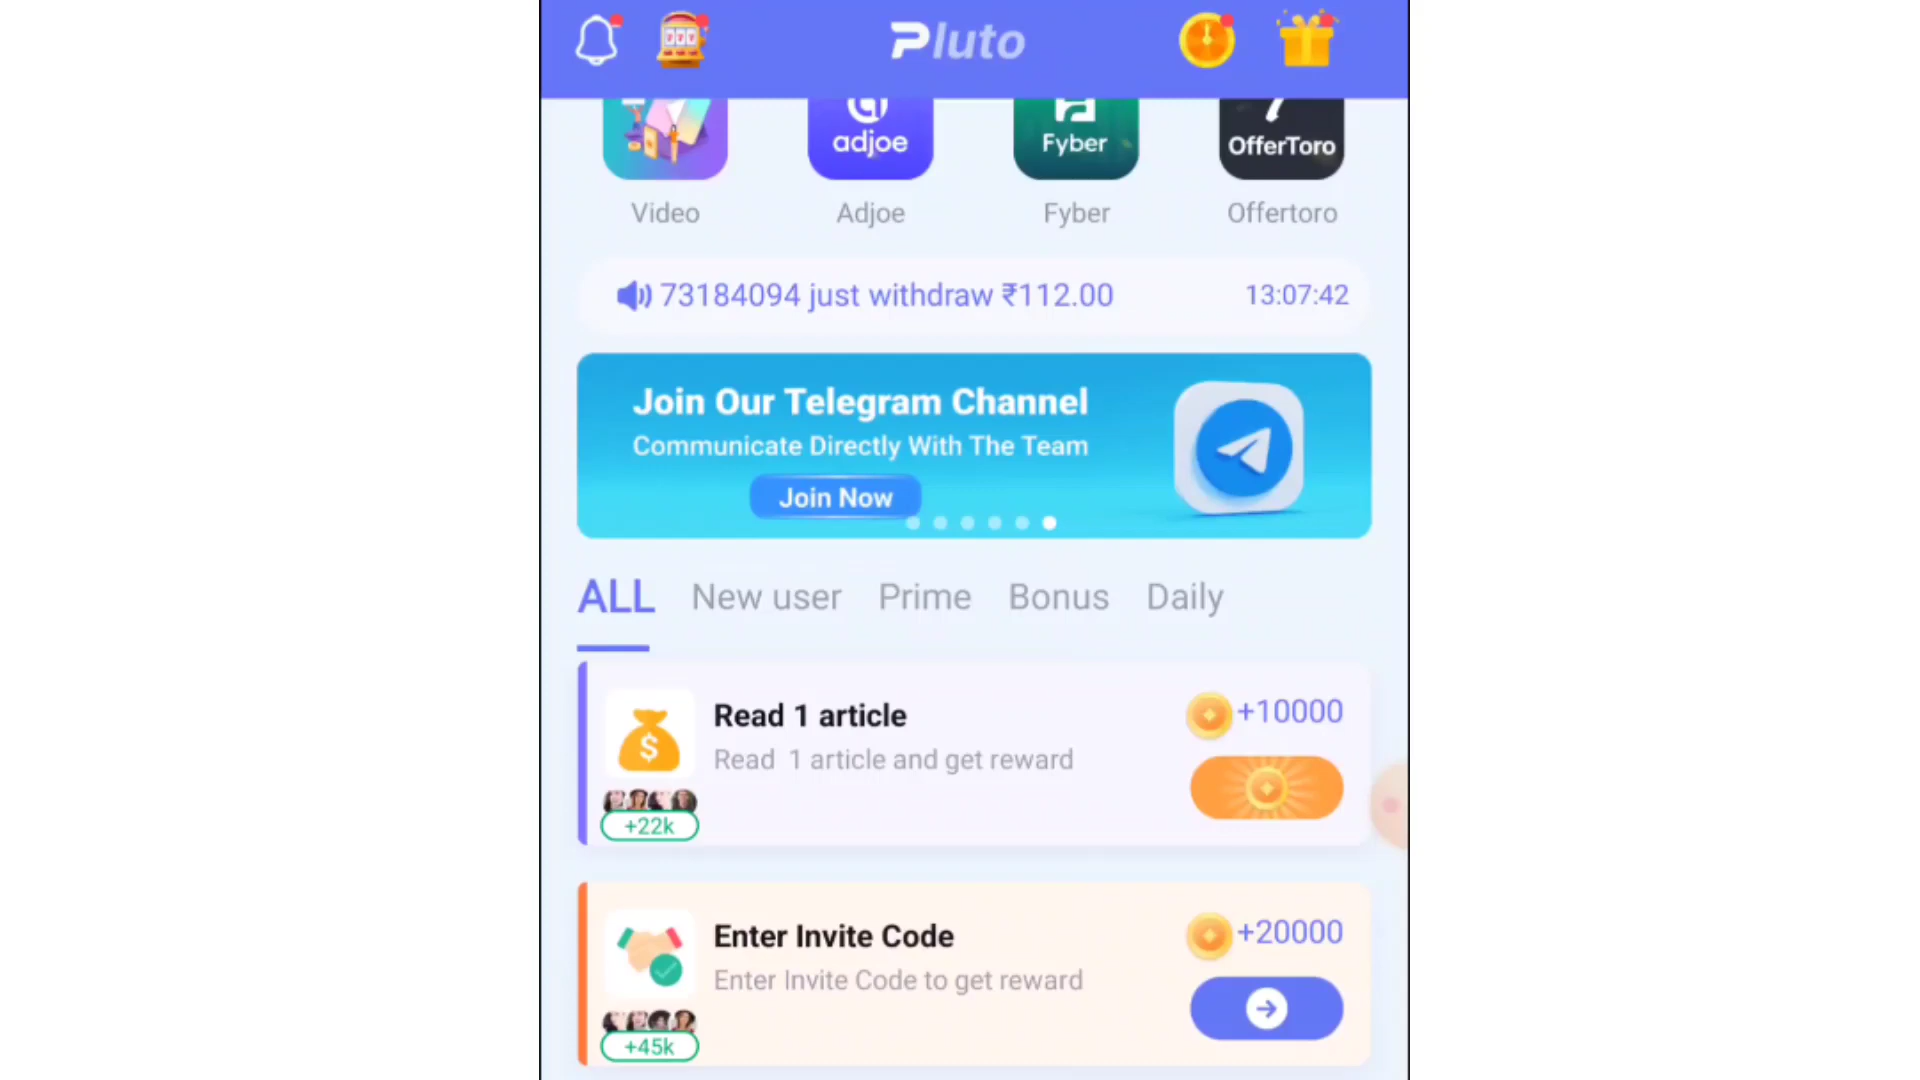 Pluto
adjoe
Fyber
OfferToro
Video
Adjoe
Fyber
Offertoro
73184094 just withdraw ₹112.00
13:07:42
Join Our Telegram Channel
Communicate Directly With The Team
Join Now
ALL
New user
Prime
Bonus
Daily
Read 1 article
+10000
Read 1 article and get reward
$
+22k
Enter Invite Code
+20000
Enter Invite Code to get reward
+45k